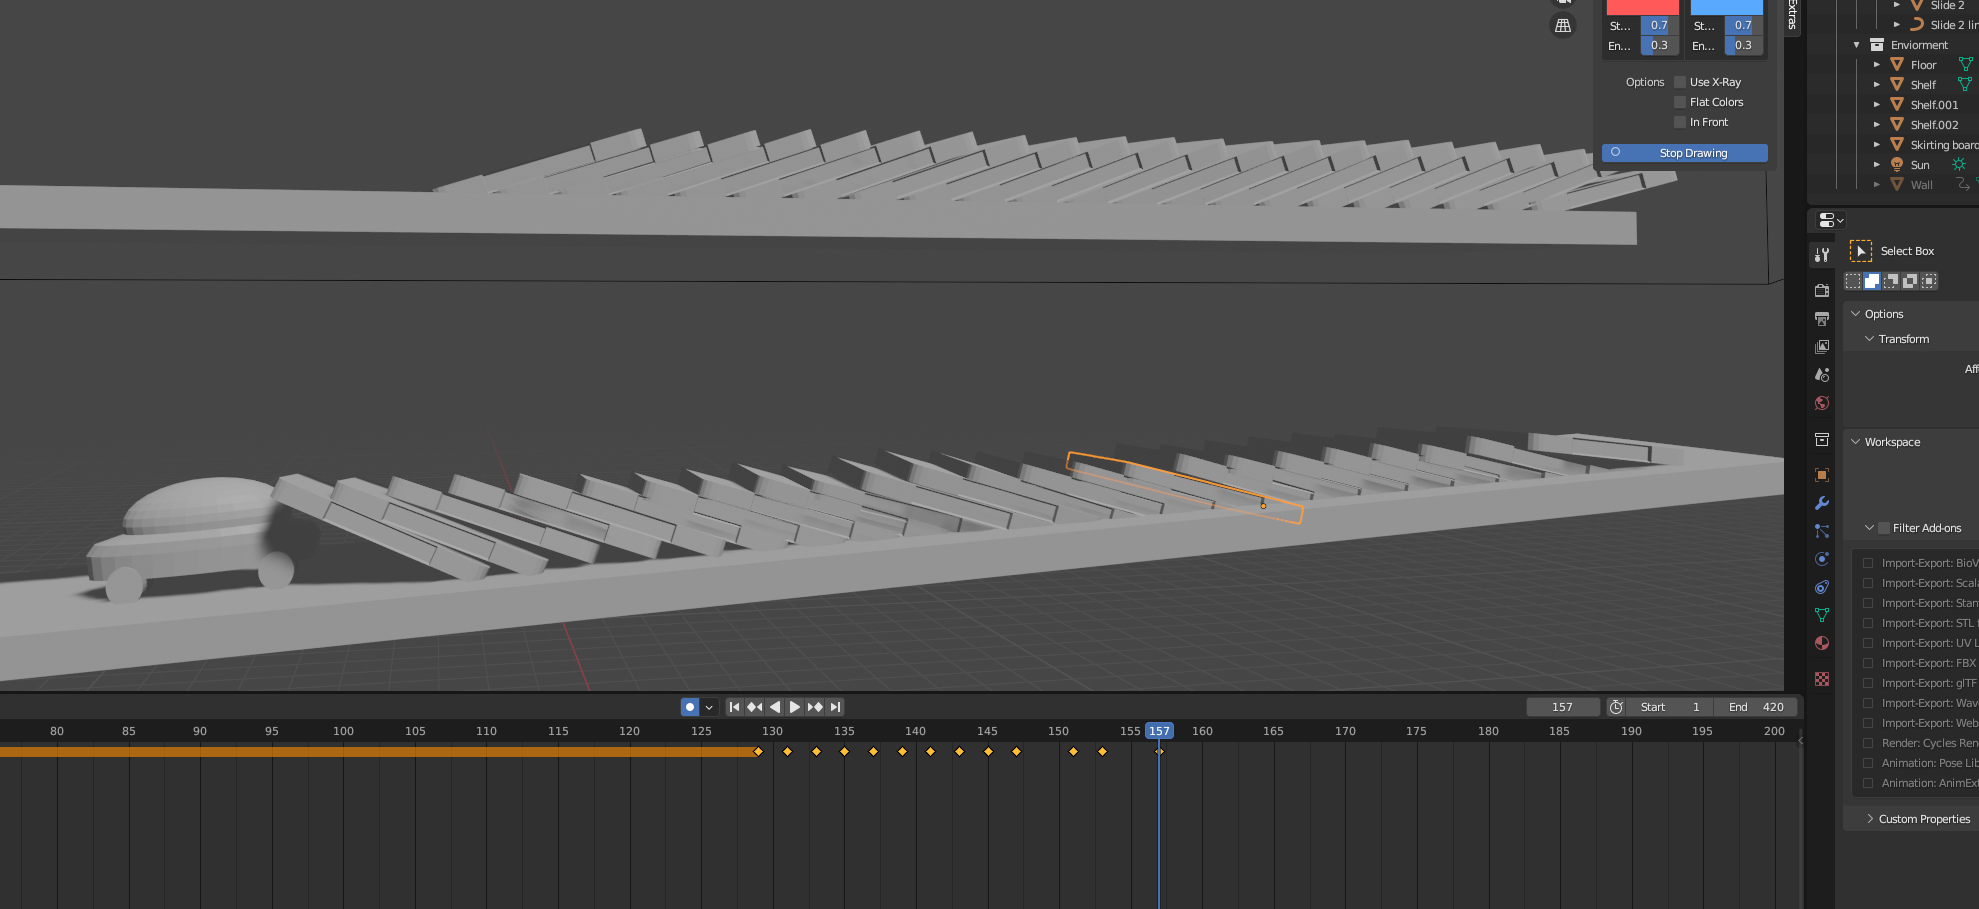 Extras
St... 0.7 St... 0.7
En... 0.3 En... 0.3
Options Use X-Ray
Flat Colors
In Front
Stop Drawing
Slide 2
Slide 2 lin
Enviorment
Floor
Shelf
Shelf.001
Shelf.002
Skirting board
Sun
Wall
Select Box
Options
Transform
Aff
Workspace
Filter Add-ons
Import-Export: BioV
Import-Export: Scala
Import-Export: Stan
Import-Export: STL f
Import-Export: UV L
Import-Export: FBX
Import-Export: glTF
Import-Export: Wav
Import-Export: Web
Render: Cycles Ren
Animation: Pose Lib
Animation: AnimExt
Custom Properties
157 Start 1 End 420
80 85 90 95 100 105 110 115 120 125 130 135 140 145 150 155 157 160 165 170 175 180 185 190 195 200